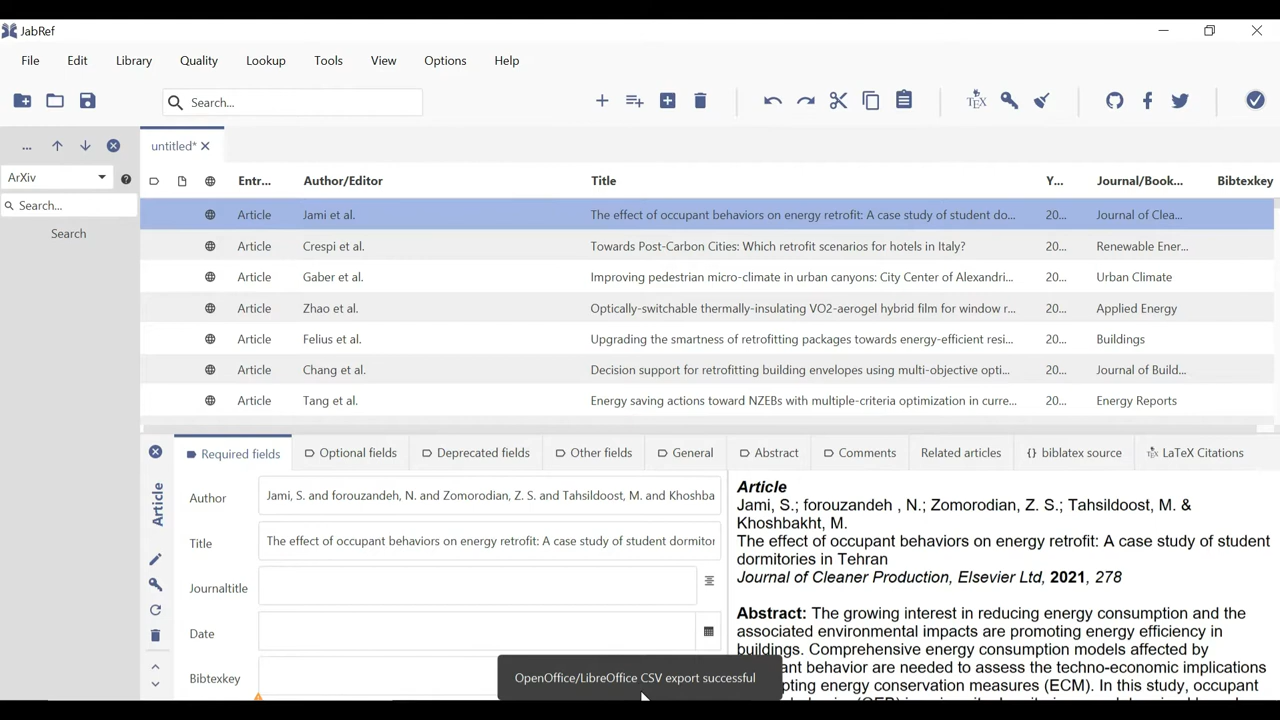 JabRef
File Edit Library Quality Lookup Tools View Options Help
Search...
TEX
... untitled*
ArXiv
Entr... Author/Editor Title Y... Journal/Book... Bibtexkey
Search...
Search
Article Jami et al. The effect of occupant behaviors on energy retrofit: A case study of student do... 20... Journal of Clea...
Article Crespi et al. Towards Post-Carbon Cities: Which retrofit scenarios for hotels in Italy? 20... Renewable Ener...
Article Gaber et al. Improving pedestrian micro-climate in urban canyons: City Center of Alexandri... 20... Urban Climate
Article Zhao et al. Optically-switchable thermally-insulating VO2-aerogel hybrid film for window r... 20... Applied Energy
Article Felius et al. Upgrading the smartness of retrofitting packages towards energy-efficient resi... 20... Buildings
Article Chang et al. Decision support for retrofitting building envelopes using multi-objective opti... 20... Journal of Build...
Article Tang et al. Energy saving actions toward NZEBs with multiple-criteria optimization in curre... 20... Energy Reports
Required fields Optional fields Deprecated fields Other fields General Abstract Comments Related articles {} biblatex source TEX LaTeX Citations
Article
Author Jami, S. and forouzandeh, N. and Zomorodian, Z. S. and Tahsildoost, M. and Khoshba
Title The effect of occupant behaviors on energy retrofit: A case study of student dormitor
Journaltitle
Date
Bibtexkey
Article
Jami, S.; forouzandeh , N.; Zomorodian, Z. S.; Tahsildoost, M. &
Khoshbakht, M.
The effect of occupant behaviors on energy retrofit: A case study of student
dormitories in Tehran
Journal of Cleaner Production, Elsevier Ltd, 2021, 278
Abstract: The growing interest in reducing energy consumption and the
associated environmental impacts are promoting energy efficiency in
buildings. Comprehensive energy consumption models affected by
ant behavior are needed to assess the techno-economic implications
pting energy conservation measures (ECM). In this study, occupant
OpenOffice/LibreOffice CSV export successful